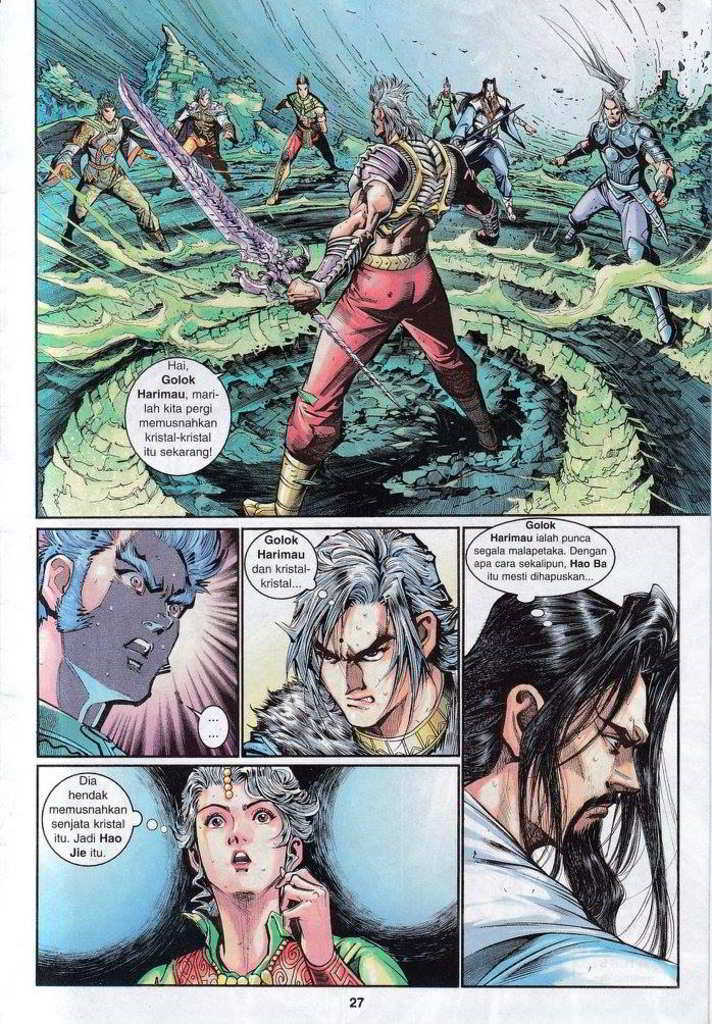 Hai,
Golok
Harimau, mari-
lah kita pergi
memusnahkan
kristal-kristal
itu sekarang!
...
...
Golok
Harimau
dan kristal-
kristal...
Golok
Harimau ialah punca
segala malapetaka. Dengan
apa cara sekalipun, Hao Ba
itu mesti dihapuskan...
Dia
hendak
memusnahkan
senjata kristal
itu. Jadi Hao
Jie itu.
27